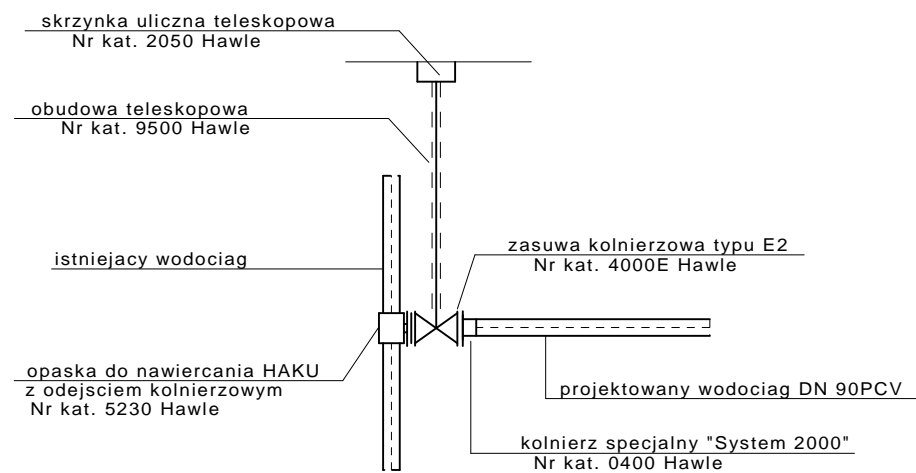 skrzynka uliczna teleskopowa
Nr kat. 2050 Hawle
obudowa teleskopowa
Nr kat. 9500 Hawle
zasuwa kolnierzowa typu E2
Nr kat. 4000E Hawle
istniejacy wodociąg
opaska do nawiercania HAKU
z odejsciem kolnierzowym
Nr kat. 5230 Hawle
projektowany wodociąg DN 90PCV
kolnierz specjalny "System 2000"
Nr kat. 0400 Hawle